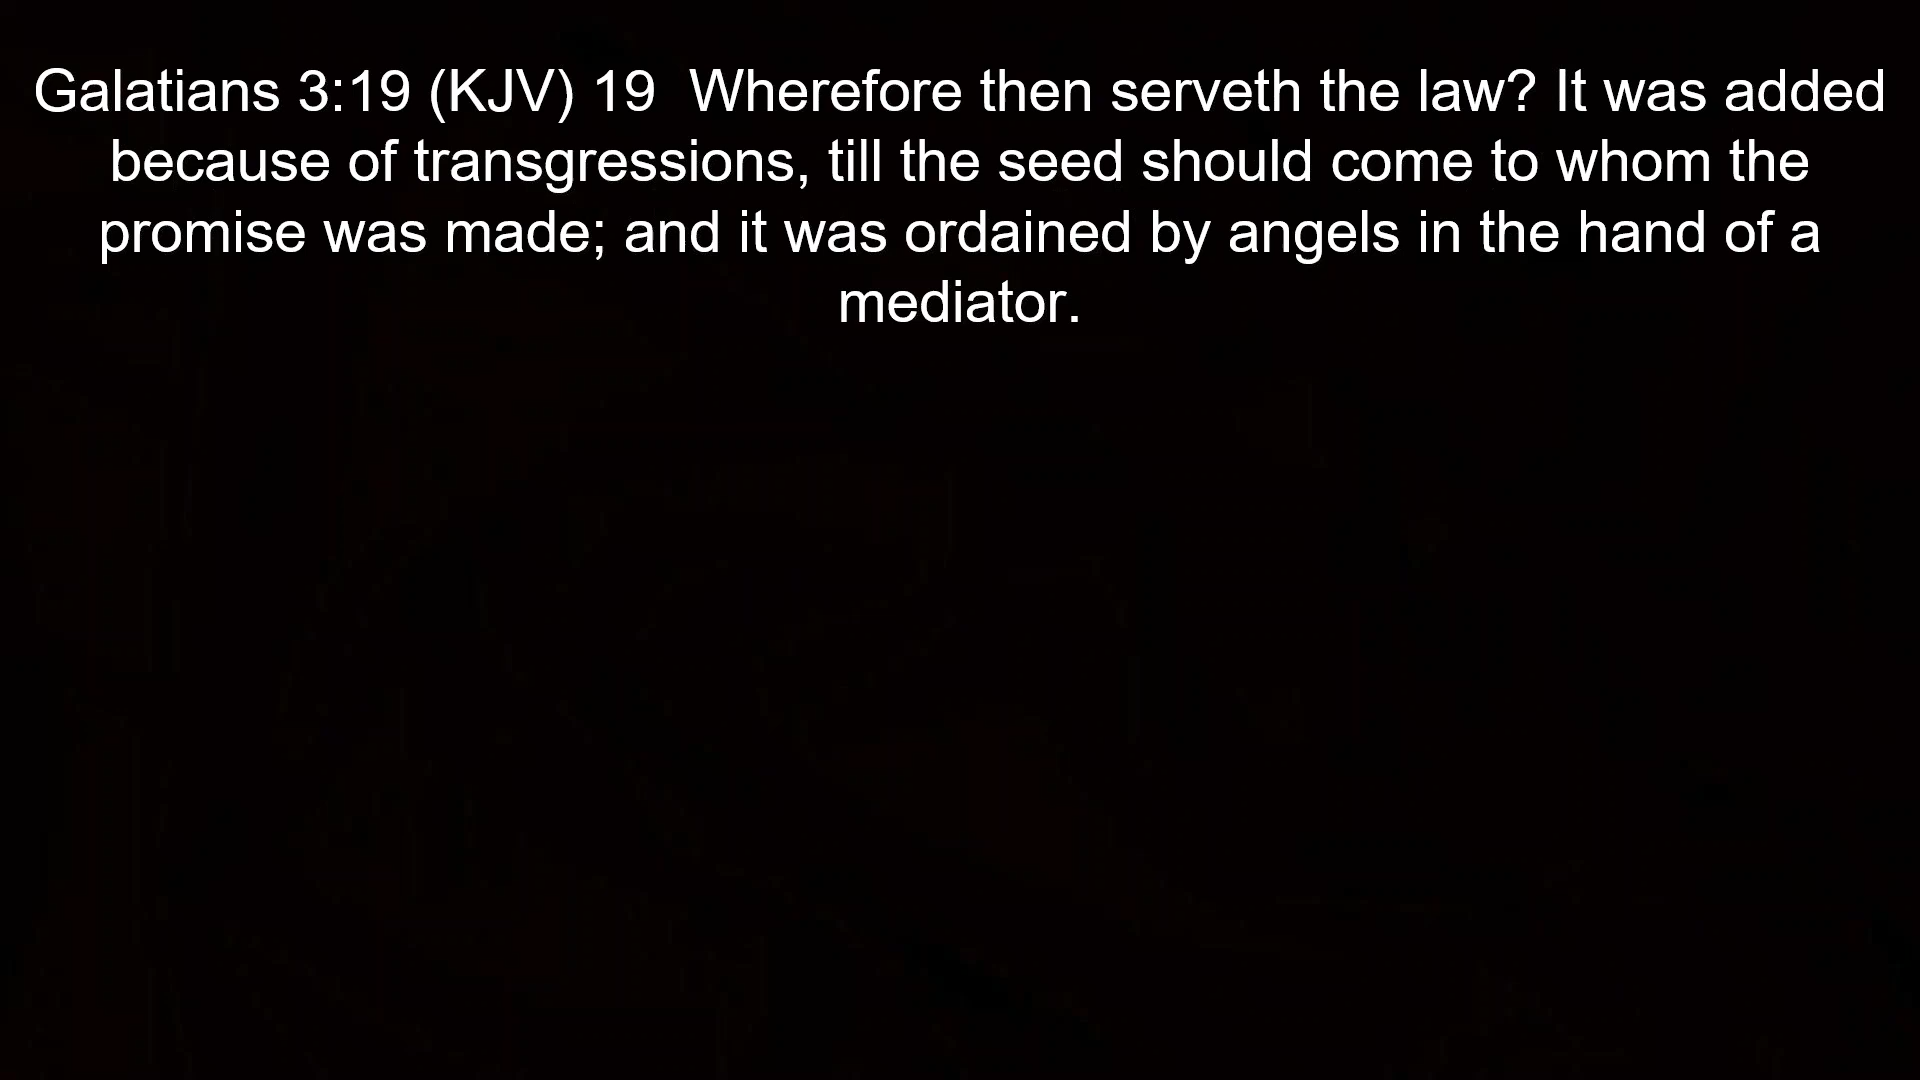 Galatians 3:19 (KJV) 19  Wherefore then serveth the law? It was added
because of transgressions, till the seed should come to whom the
promise was made; and it was ordained by angels in the hand of a
mediator.